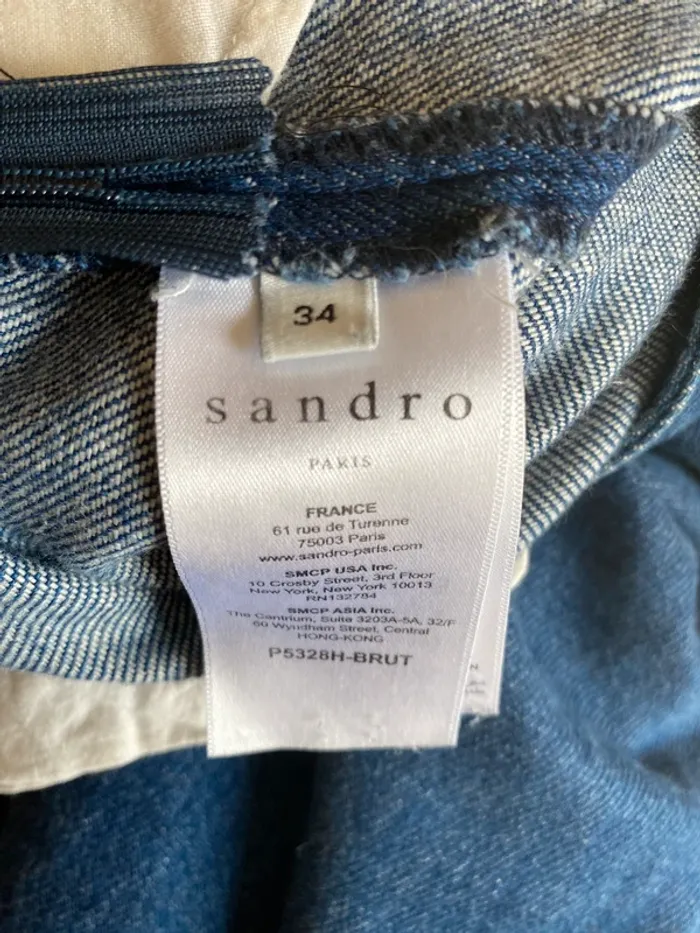 34
sandro
PARIS
FRANCE
61 rue de Turenne
75003 Paris
www.sandro-paris.com
SMCP USA Inc.
10 Crosby Street, 3rd Floor
New York, New York 10013
RN132784
SMCP ASIA Inc.
The Centrium, Suite 3203A-5A, 32/F
60 Wyndham Street, Central
HONG-KONG
P5328H-BRUT